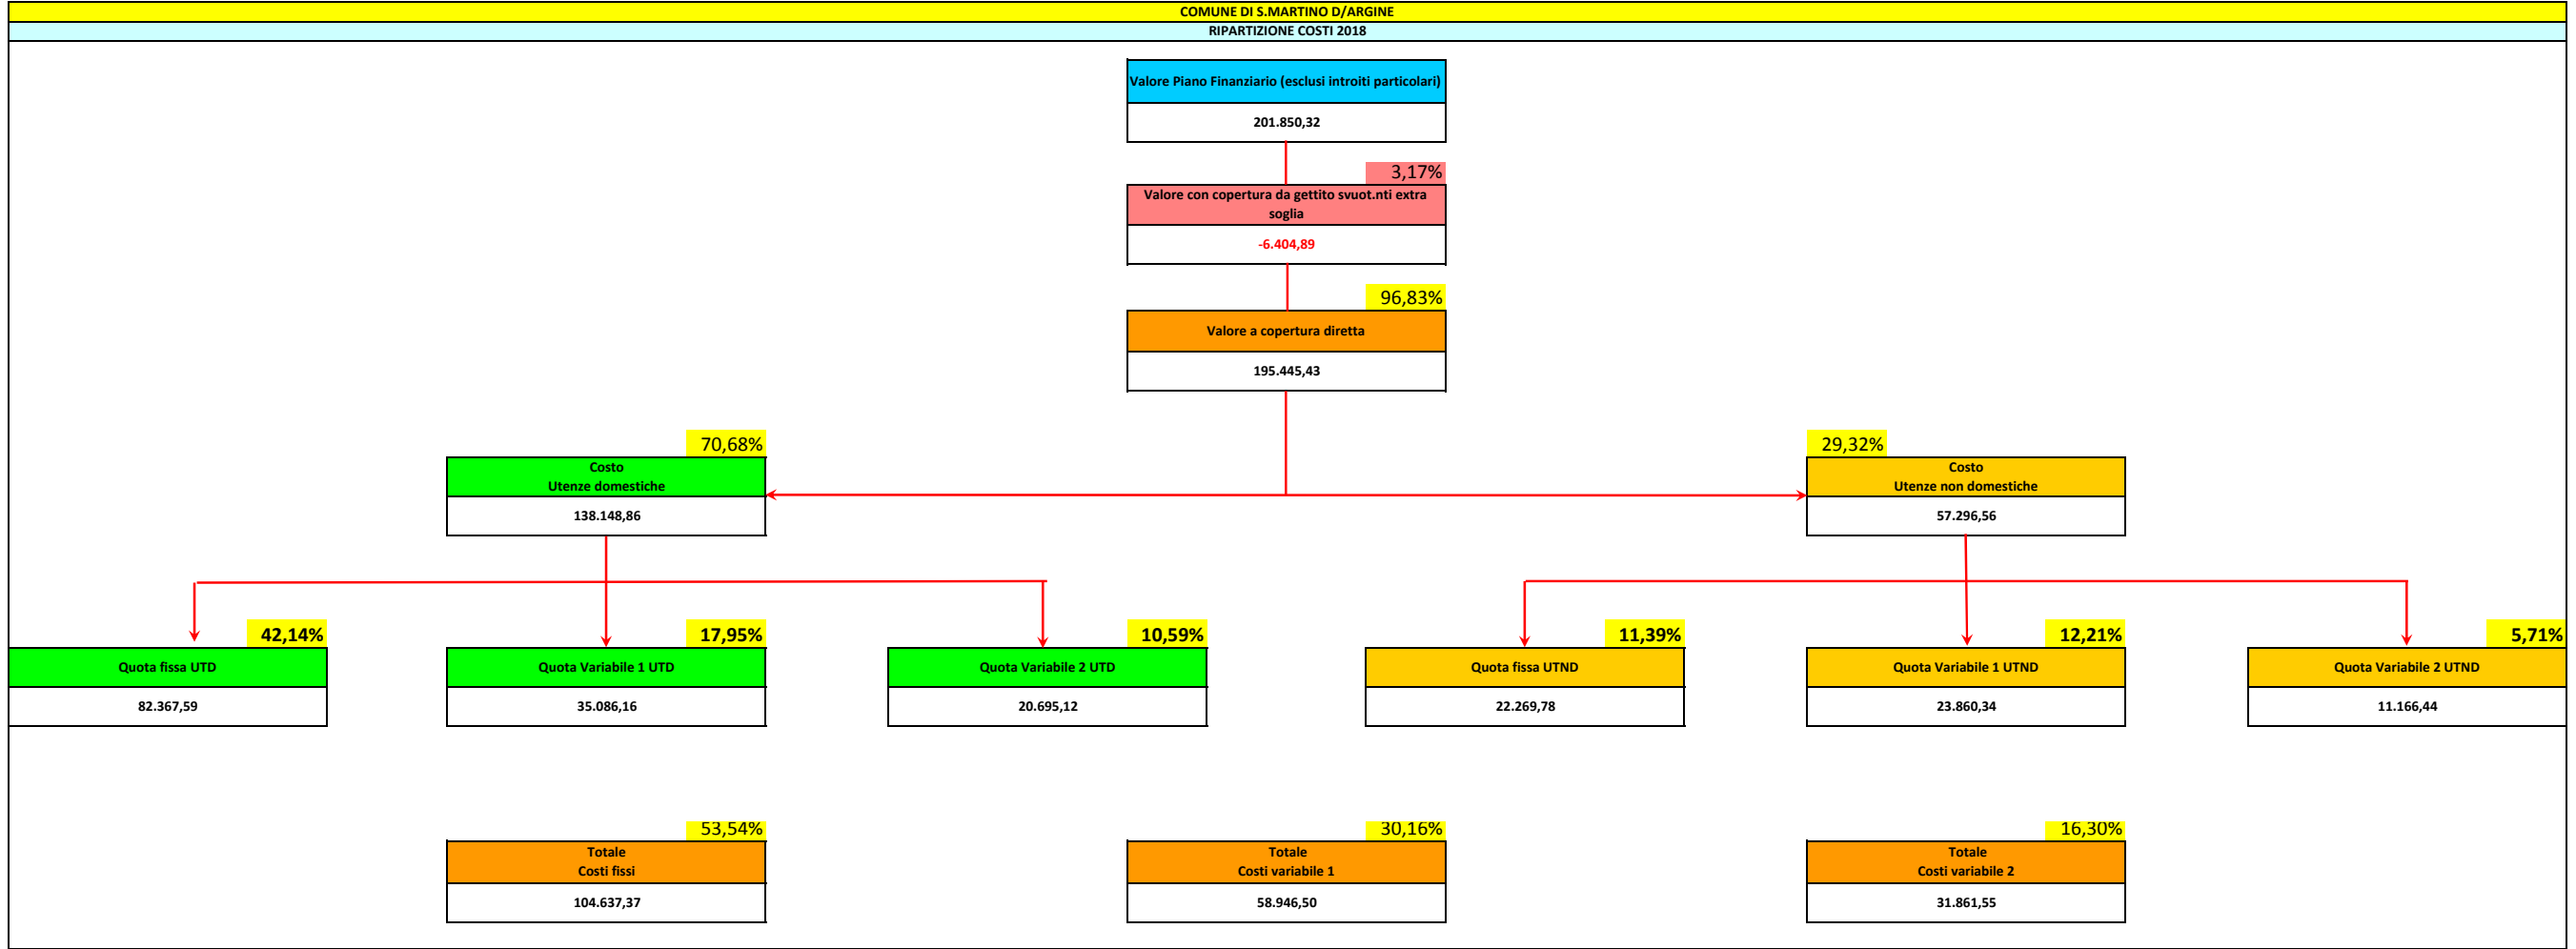 COMUNE DI S.MARTINO D/ARGINE
RIPARTIZIONE COSTI 2018
Valore Piano Finanziario (esclusi introiti particolari)
201.850,32
3,17%
Valore con copertura da gettito svuot.nti extra
soglia
-6.404,89
96,83%
Valore a copertura diretta
195.445,43
70,68%
Costo
Utenze domestiche
138.148,86
29,32%
Costo
Utenze non domestiche
57.296,56
42,14%
Quota fissa UTD
82.367,59
17,95%
Quota Variabile 1 UTD
35.086,16
10,59%
Quota Variabile 2 UTD
20.695,12
11,39%
Quota fissa UTND
22.269,78
12,21%
Quota Variabile 1 UTND
23.860,34
5,71%
Quota Variabile 2 UTND
11.166,44
53,54%
Totale
Costi fissi
104.637,37
30,16%
Totale
Costi variabile 1
58.946,50
16,30%
Totale
Costi variabile 2
31.861,55